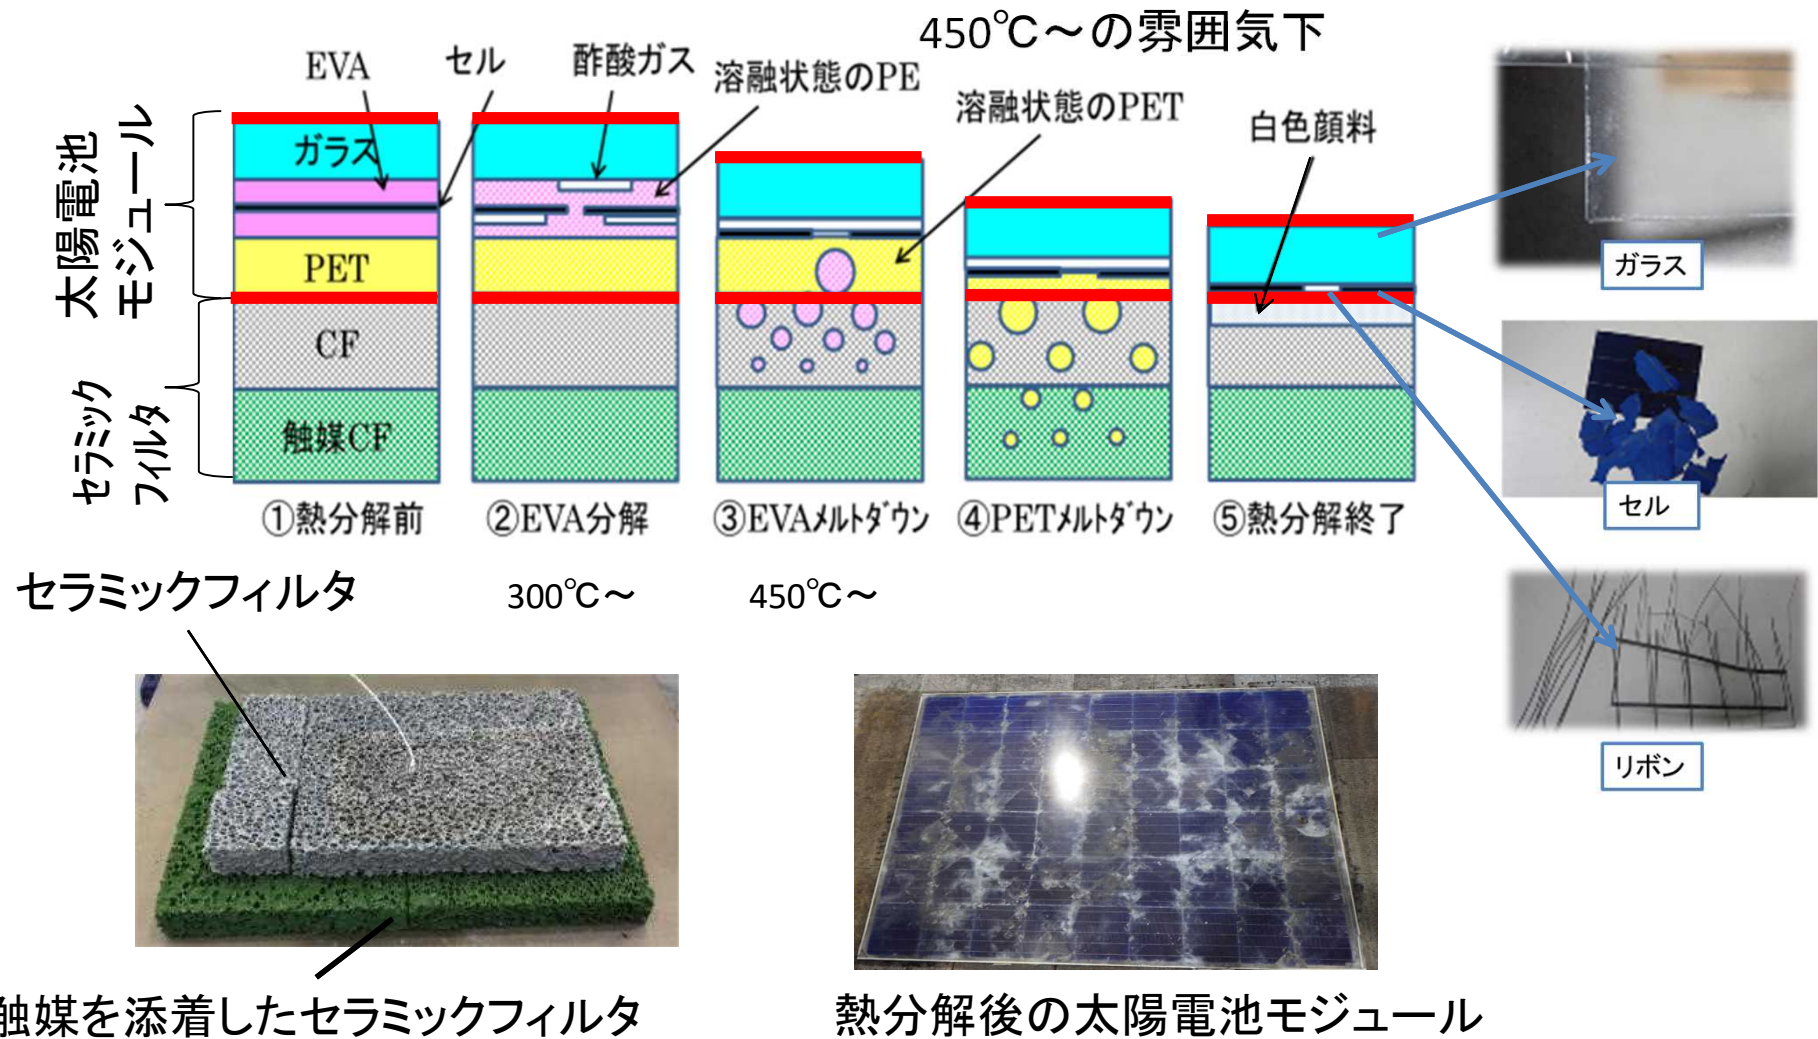 450℃～の雰囲気下
EVA
セル
酢酸ガス
溶融状態のPE
溶融状態のPET
白色顔料
太陽電池
モジュール
ガラス
PET
セラミック
フィルタ
CF
触媒CF
①熱分解前
②EVA分解
③EVAメルトダウン
④PETメルトダウン
⑤熱分解終了
ガラス
セル
リボン
300℃～
450℃～
セラミックフィルタ
触媒を添着したセラミックフィルタ
熱分解後の太陽電池モジュール